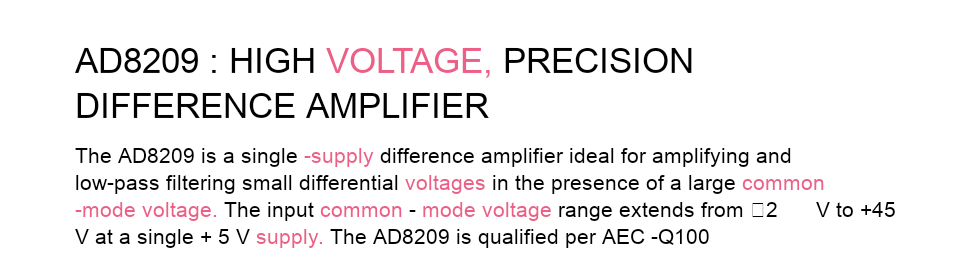 AD8209 : HIGH VOLTAGE, PRECISION
DIFFERENCE AMPLIFIER
The AD8209 is a single -supply difference amplifier ideal for amplifying and
low-pass filtering small differential voltages in the presence of a large common
-mode voltage. The input common - mode voltage range extends from □2 V to +45
V at a single + 5 V supply. The AD8209 is qualified per AEC -Q100